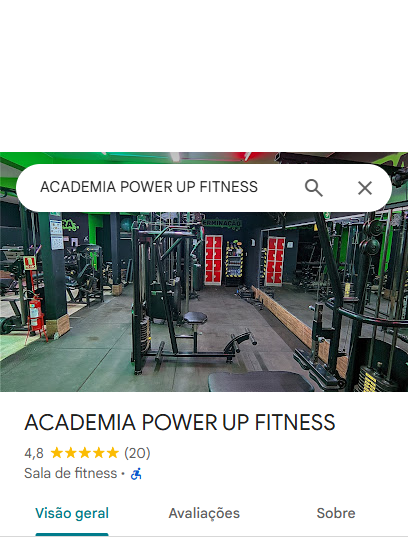 ACADEMIA POWER UP FITNESS
ACADEMIA POWER UP FITNESS
4,8 (20)
Sala de fitness ·
Visão geral Avaliações Sobre